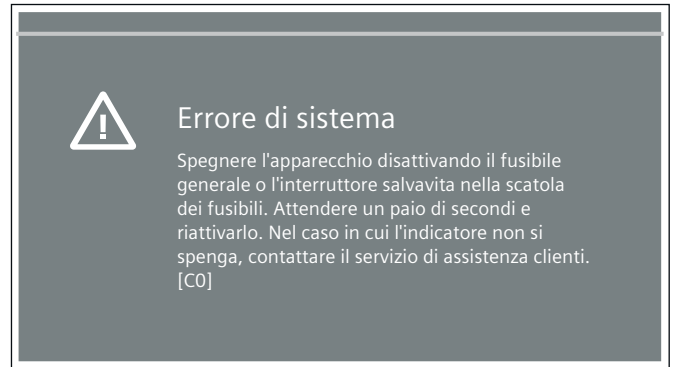 Errore di sistema
Spegnere l'apparecchio disattivando il fusibile
generale o l'interruttore salvavita nella scatola
dei fusibili. Attendere un paio di secondi e
riattivarlo. Nel caso in cui l'indicatore non si
spenga, contattare il servizio di assistenza clienti.
[C0]